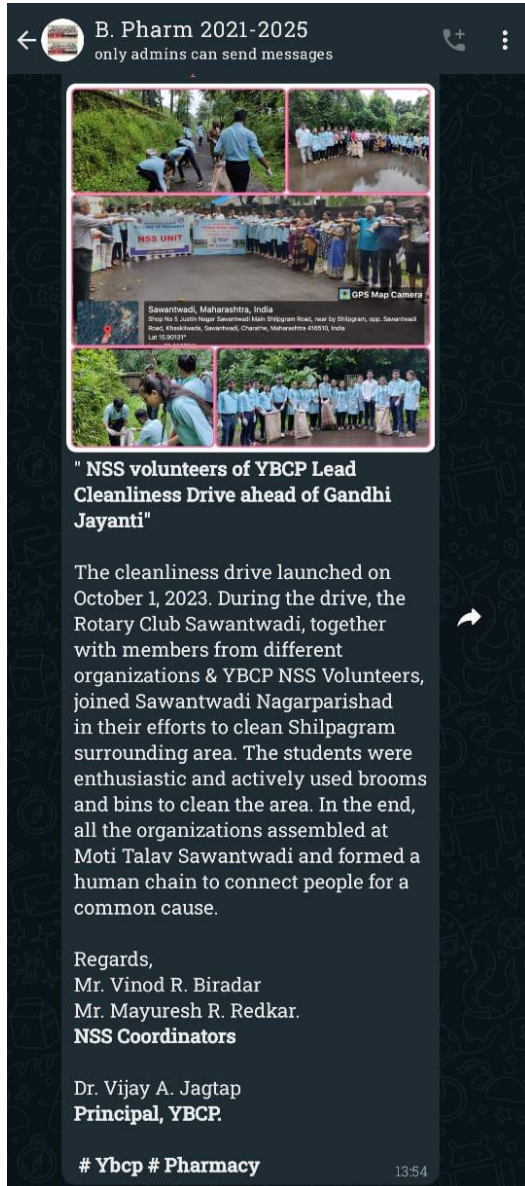 B. Pharm 2021-2025
only admins can send messages
NSS UNIT
GPS Map Camera
Sawantwadi, Maharashtra, India
Shop No 5 Justin Nagar Sawantwadi Main Shilpgram Road, near by Shilpgram, opp. Sawantwadi
Road, Khaskilwada, Sawantwadi, Charathe, Maharashtra 416510, India
Lat 15.90131°
" NSS volunteers of YBCP Lead
Cleanliness Drive ahead of Gandhi
Jayanti"
The cleanliness drive launched on
October 1, 2023. During the drive, the
Rotary Club Sawantwadi, together
with members from different
organizations & YBCP NSS Volunteers,
joined Sawantwadi Nagarparishad
in their efforts to clean Shilpagram
surrounding area. The students were
enthusiastic and actively used brooms
and bins to clean the area. In the end,
all the organizations assembled at
Moti Talav Sawantwadi and formed a
human chain to connect people for a
common cause.
Regards,
Mr. Vinod R. Biradar
Mr. Mayuresh R. Redkar.
NSS Coordinators
Dr. Vijay A. Jagtap
Principal, YBCP.
# Ybcp # Pharmacy
13:54